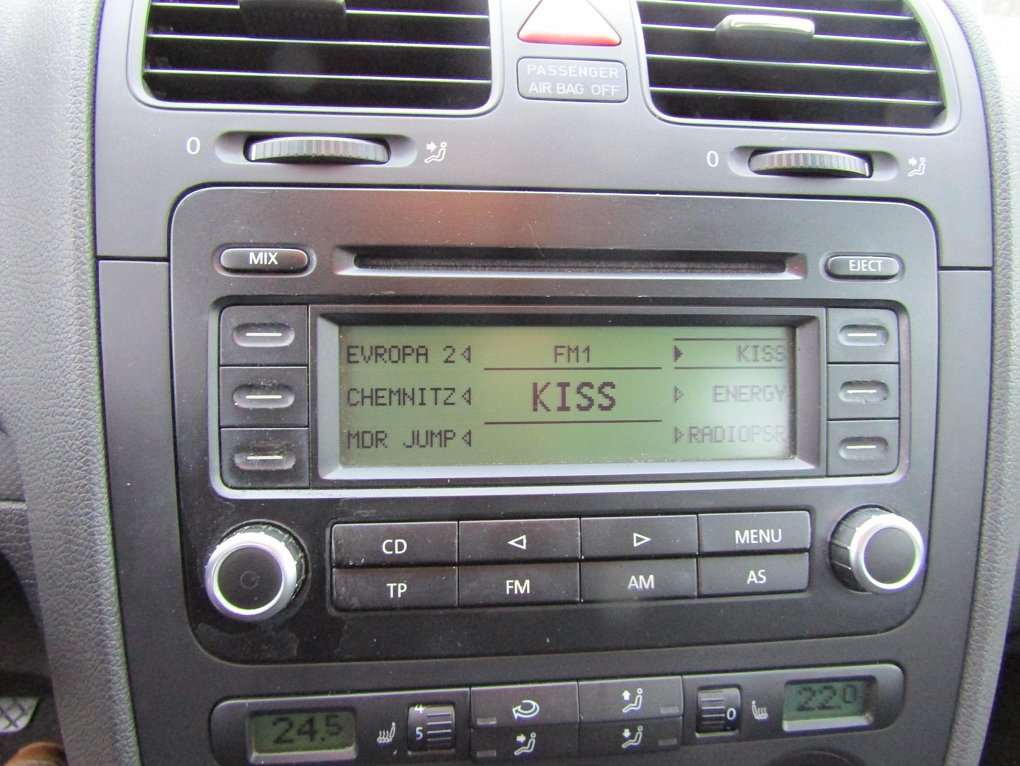 PASSENGER
AIR BAG OFF
0
0
MIX
EJECT
EVROPA 2 FM1 KISS
CHEMNITZ KISS ENERGY
MDR JUMP RADIOPSR
CD MENU
TP FM AM AS
24.5
4
5
0
22.0